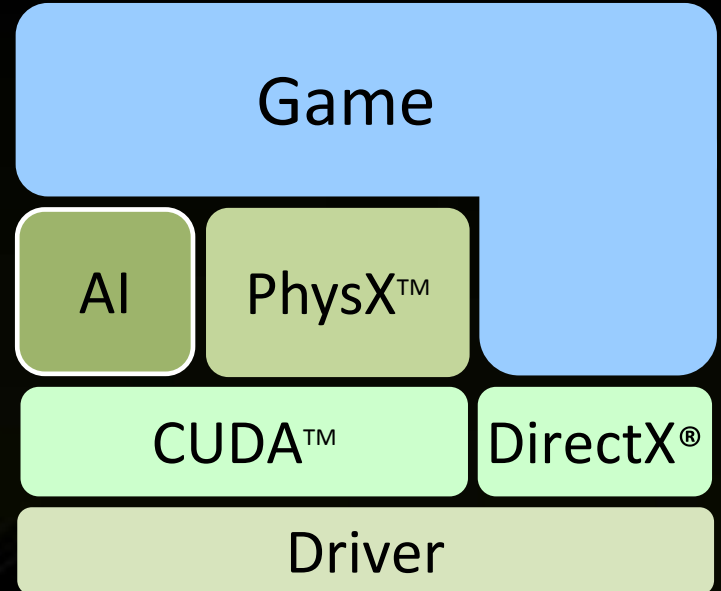 Game
AI
PhysX™
CUDA™
DirectX®
Driver